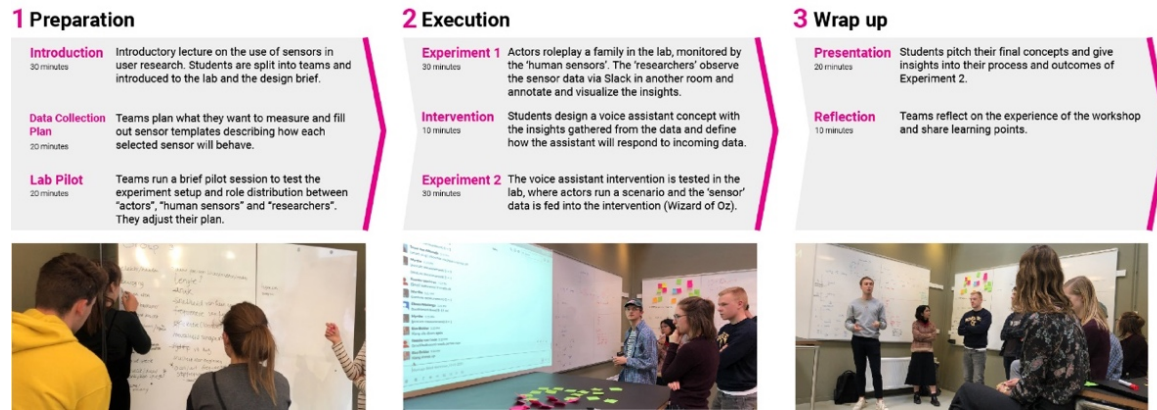 1 Preparation
Introduction
30 minutes
Introductory lecture on the use of sensors in
user research. Students are split into teams and
introduced to the lab and the design brief.
Data Collection
Plan
20 minutes
Teams plan what they want to measure and fill
out sensor templates describing how each
selected sensor will behave.
Lab Pilot
20 minutes
Teams run a brief pilot session to test the
experiment setup and role distribution between
“actors”, “human sensors” and “researchers”.
They adjust their plan.
2 Execution
Experiment 1
30 minutes
Actors roleplay a family in the lab, monitored by
the ‘human sensors’. The ‘researchers’ observe
the sensor data via Slack in another room and
annotate and visualize the insights.
Intervention
10 minutes
Students design a voice assistant concept with
the insights gathered from the data and define
how the assistant will respond to incoming data.
Experiment 2
30 minutes
The voice assistant intervention is tested in the
lab, where actors run a scenario and the ‘sensor’
data is fed into the intervention (Wizard of Oz).
3 Wrap up
Presentation
20 minutes
Students pitch their final concepts and give
insights into their process and outcomes of
Experiment 2.
Reflection
10 minutes
Teams reflect on the experience of the workshop
and share learning points.